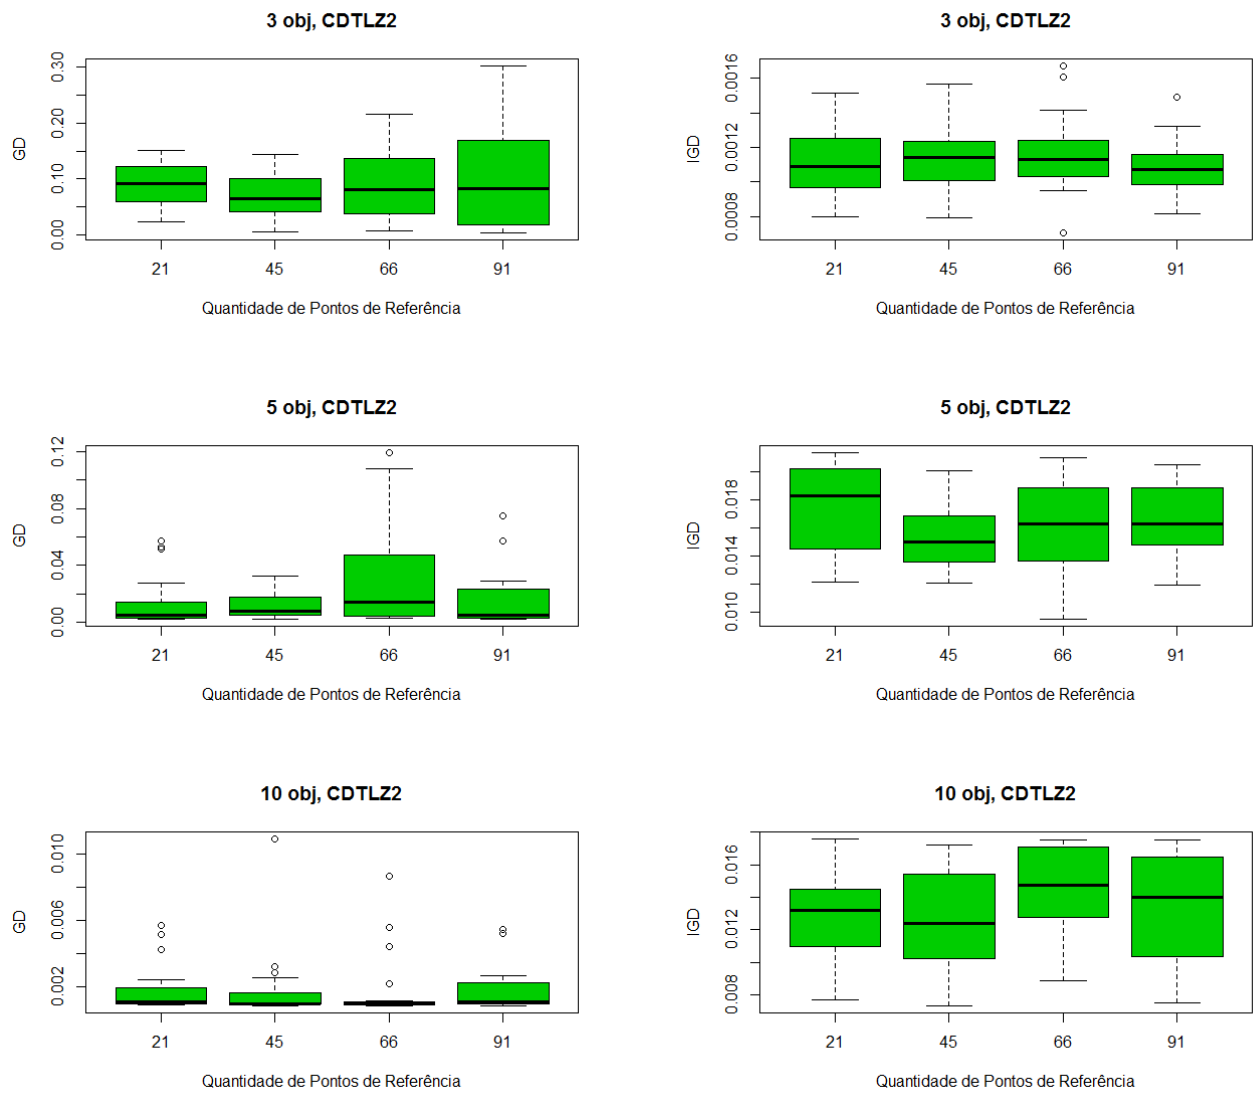 3 obj, CDTLZ2
GD
0.00 0.10 0.20 0.30
21 45 66 91
Quantidade de Pontos de Referência
3 obj, CDTLZ2
IGD
0.0008 0.0012 0.0016
21 45 66 91
Quantidade de Pontos de Referência
5 obj, CDTLZ2
GD
0.00 0.04 0.08 0.12
21 45 66 91
Quantidade de Pontos de Referência
5 obj, CDTLZ2
IGD
0.010 0.014 0.018
21 45 66 91
Quantidade de Pontos de Referência
10 obj, CDTLZ2
GD
0.002 0.006 0.010
21 45 66 91
Quantidade de Pontos de Referência
10 obj, CDTLZ2
IGD
0.008 0.012 0.016
21 45 66 91
Quantidade de Pontos de Referência